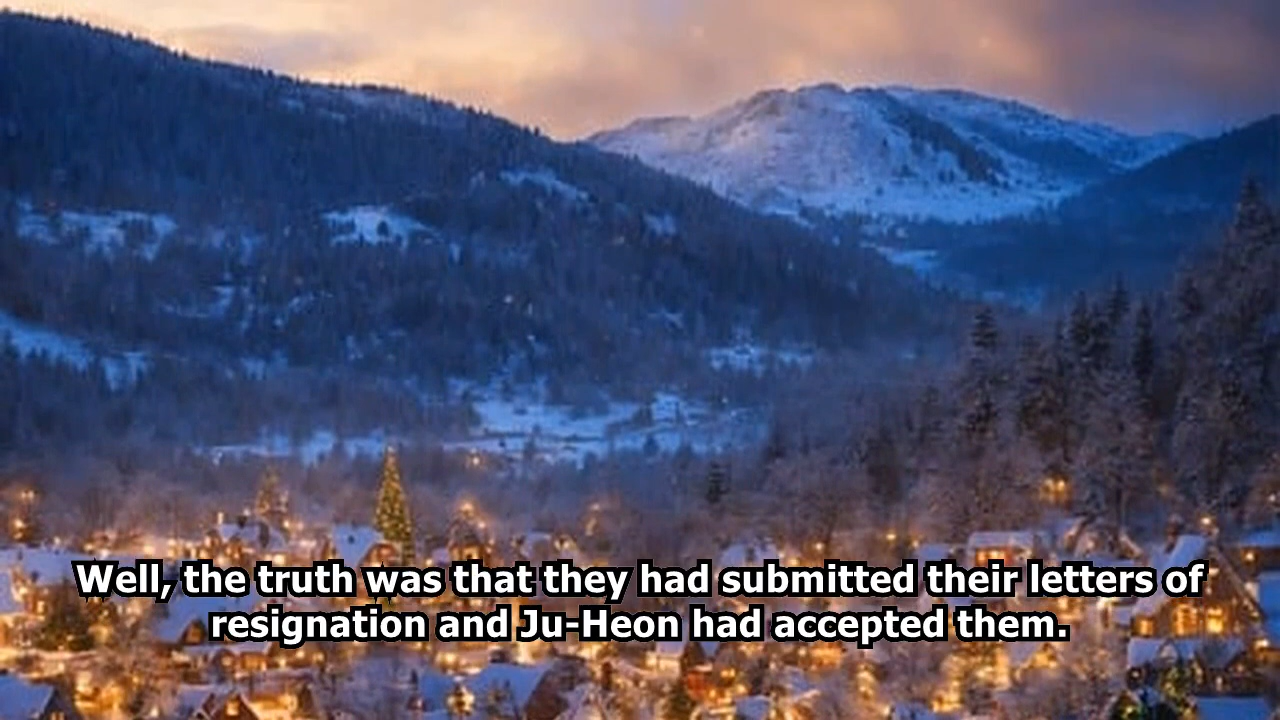 Well, the truth was that they had submitted their letters of
resignation and Ju-Heon had accepted them.